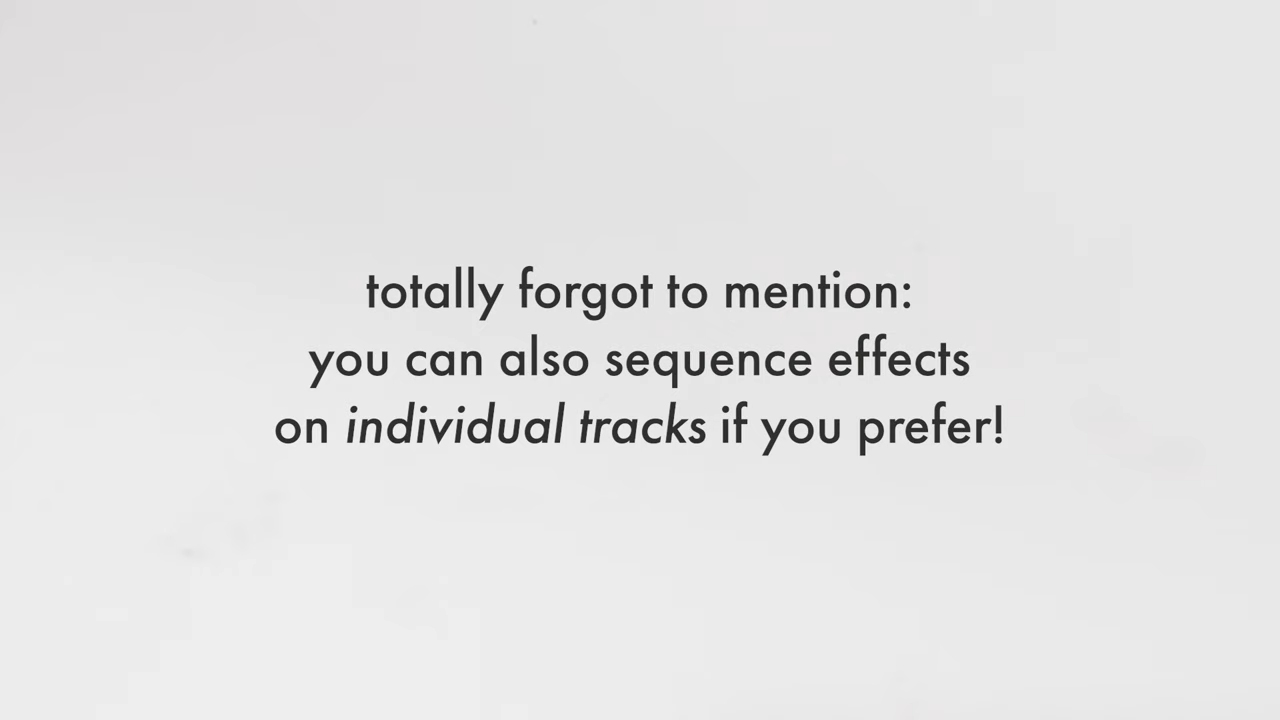 totally forgot to mention:
you can also sequence effects
on individual tracks if you prefer!